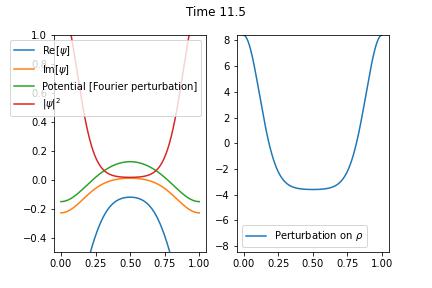 Time 11.5
1.0
0.8
0.6
0.4
0.2
0.0
−0.2
−0.4
Re[ψ]
Im[ψ]
Potential [Fourier perturbation]
|ψ|²
0.00 0.25 0.50 0.75 1.00
8
6
4
2
0
−2
−4
−6
−8
Perturbation on ρ
0.00 0.25 0.50 0.75 1.00